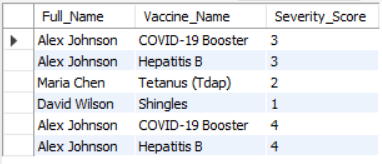 Full_Name Vaccine_Name Severity_Score
Alex Johnson COVID-19 Booster 3
Alex Johnson Hepatitis B 3
Maria Chen Tetanus (Tdap) 2
David Wilson Shingles 1
Alex Johnson COVID-19 Booster 4
Alex Johnson Hepatitis B 4